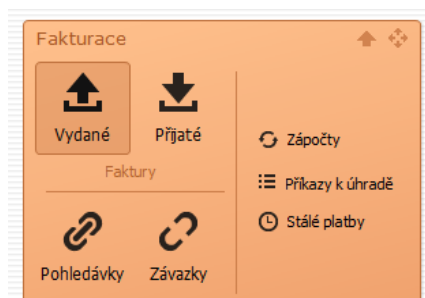 Fakturace
Vydané
Přijaté
Faktury
Pohledávky
Závazky
Zápočty
Příkazy k úhradě
Stálé platby